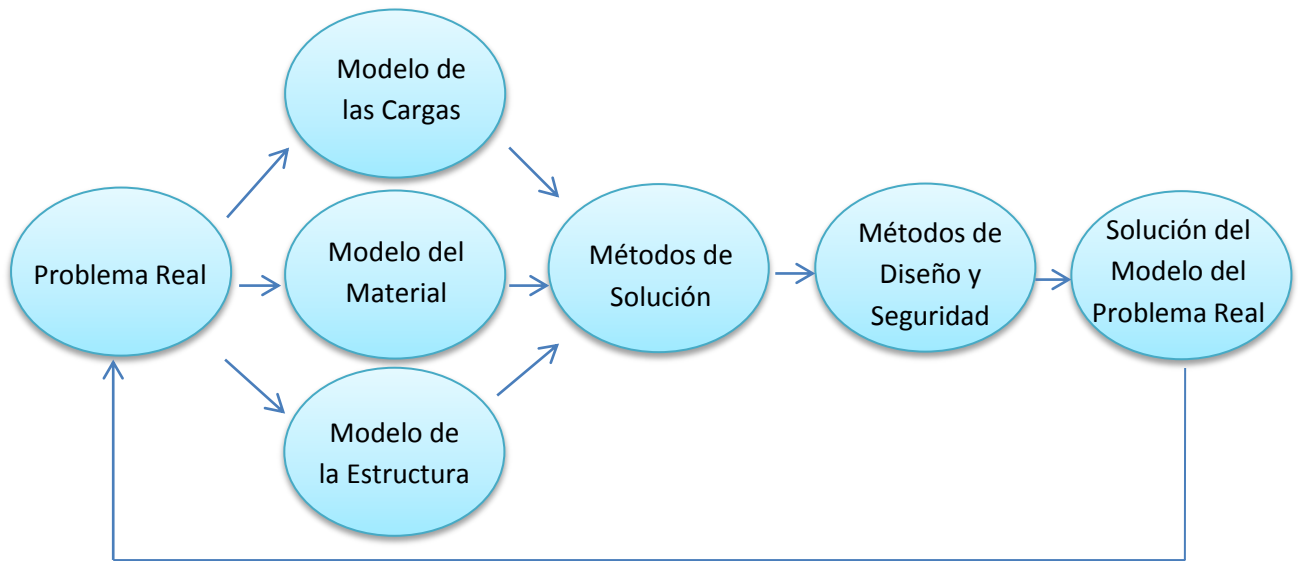 Modelo de
las Cargas
Problema Real
Modelo del
Material
Métodos de
Solución
Métodos de
Diseño y
Seguridad
Solución del
Modelo del
Problema Real
Modelo de
la Estructura